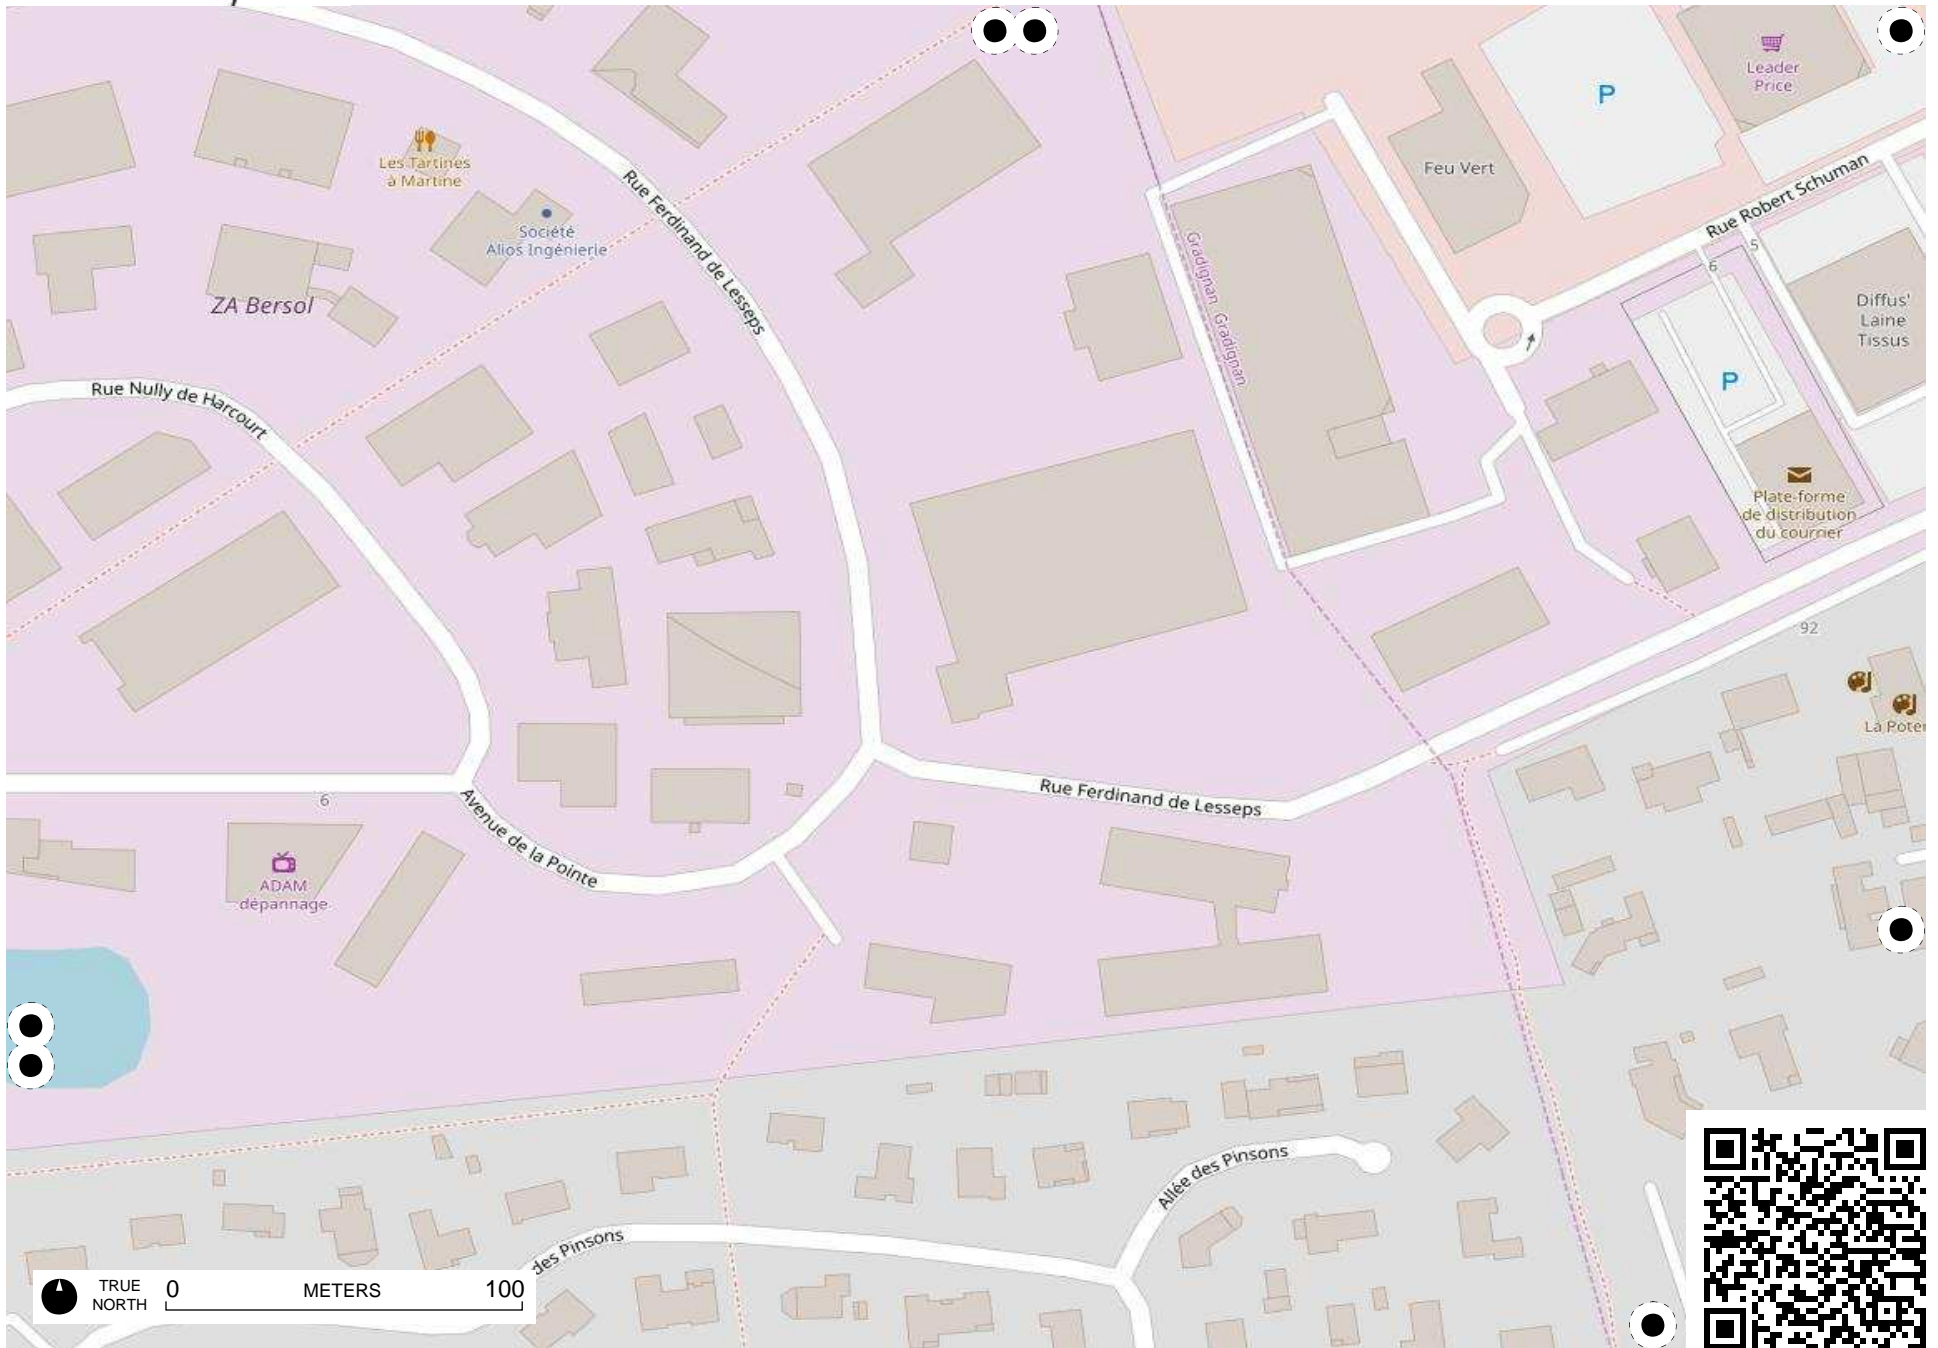 Leader
Price
P
Les Tartines
à Martine
Feu Vert
Rue Robert Schuman
Rue Ferdinand de Lesseps
Société
Alios Ingénierie
5
6
Gradignan
Gradignan
ZA Bersol
Diffus'
Laine
Tissus
Rue Nully de Harcourt
P
Plate-forme
de distribution
du courrier
92
La Poter
6
Rue Ferdinand de Lesseps
Avenue de la Pointe
ADAM
dépannage
Allée des Pinsons
des Pinsons
TRUE
NORTH
0 METERS 100